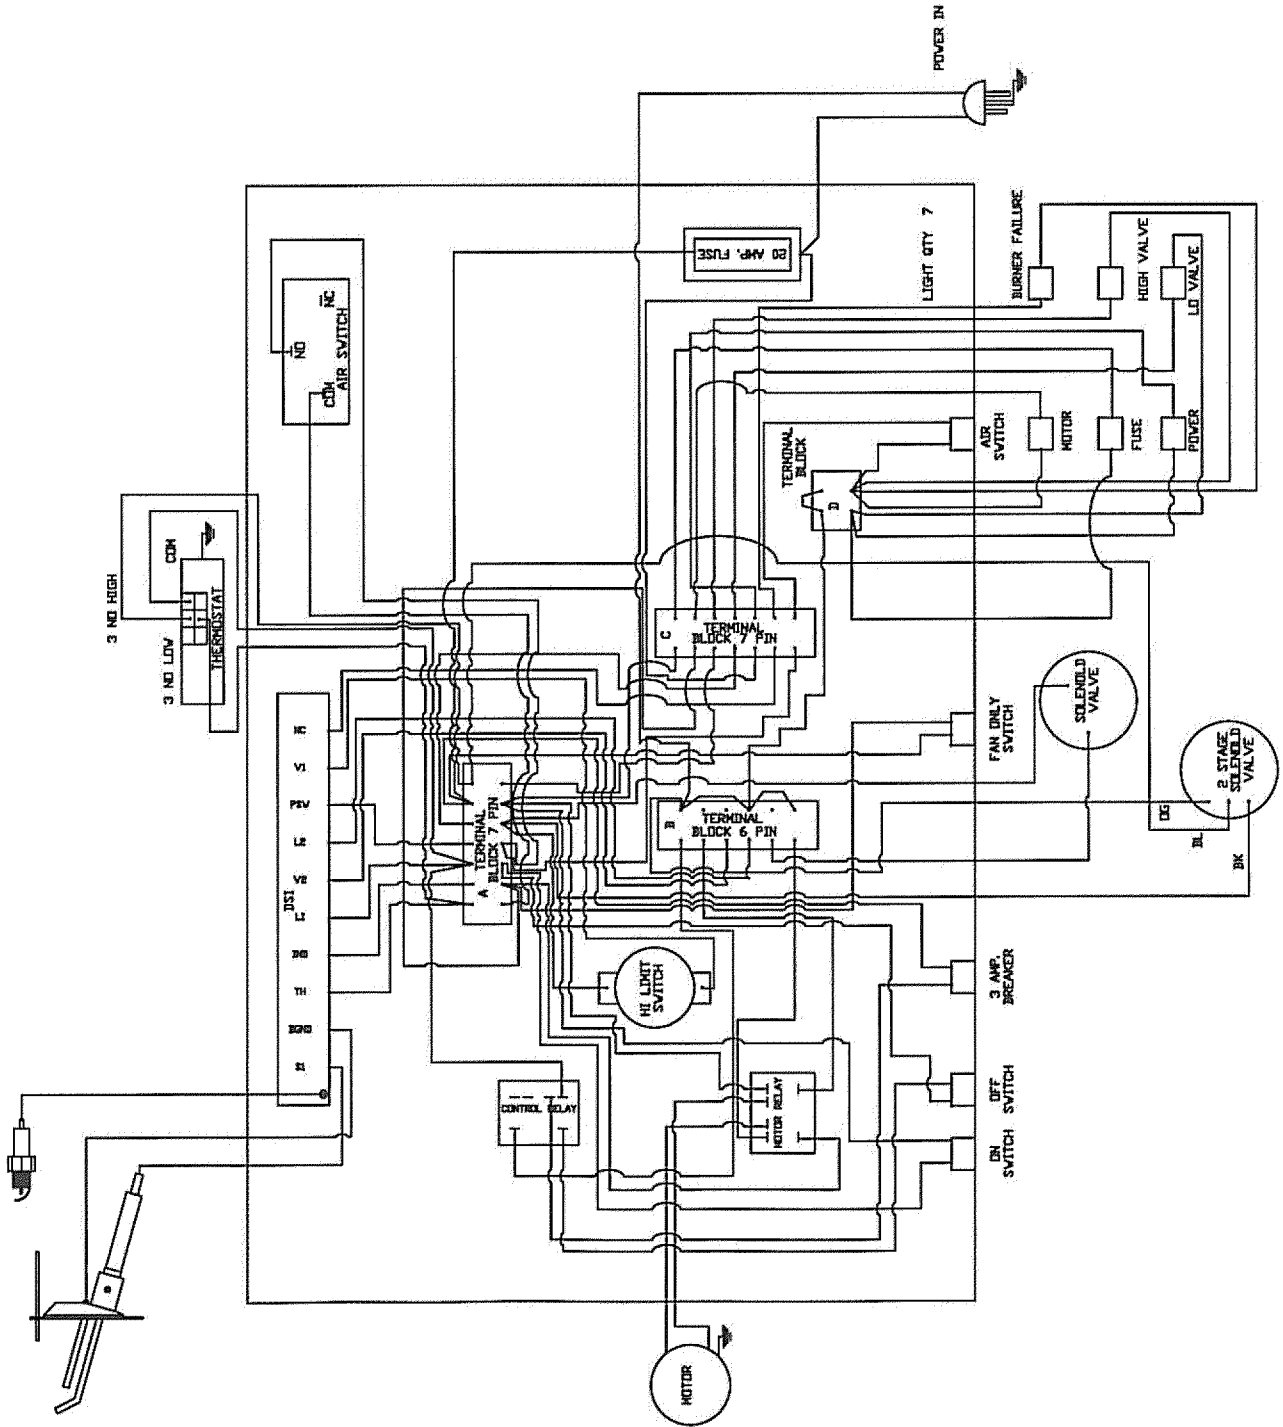 POWER IN
20 AMP. FUSE
LIGHT QTY 7
BURNER FAILURE
HIGH VALVE
LO VALVE
NC
NO
COM
AIR SWITCH
AIR
SWITCH
MOTOR
FUSE
POWER
TERMINAL
BLOCK
D
3 NO HIGH
COM
3 NO LOW
THERMOSTAT
C
TERMINAL
BLOCK 7 PIN
SOLENOID
VALVE
FAN ONLY
SWITCH
2 STAGE
SOLENOID
VALVE
DG
BL
BK
B
TERMINAL
BLOCK 6 PIN
A
TERMINAL
BLOCK 7 PIN
DSI
V1
PSW
L2
V2
L1
GND
TH
BGND
S1
HI LIMIT
SWITCH
3 AMP.
BREAKER
CONTROL RELAY
MOTOR RELAY
OFF
SWITCH
ON
SWITCH
MOTOR